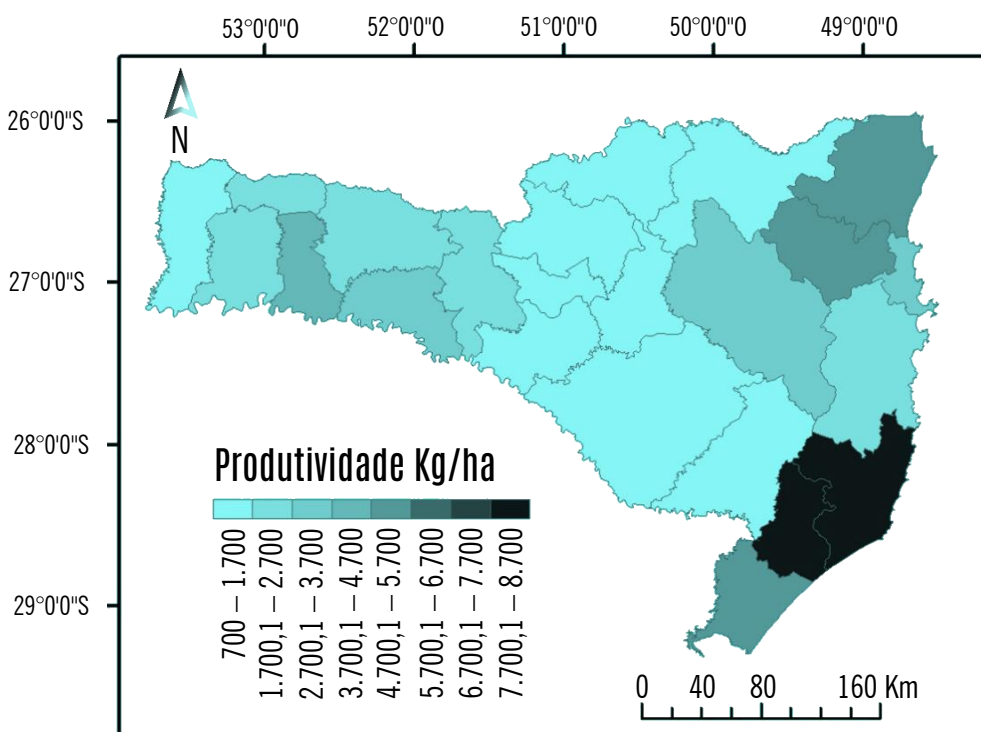 53°0'0"S 52°0'0"S 51°0'0"S 50°0'0"S 49°0'0"S
26°0'0"S
N
27°0'0"S
28°0'0"S
Produtividade Kg/ha
700 – 1.700
1.700,1 – 2.700
2.700,1 – 3.700
3.700,1 – 4.700
4.700,1 – 5.700
5.700,1 – 6.700
6.700,1 – 7.700
7.700,1 – 8.700
29°0'0"S
0 40 80 160 Km